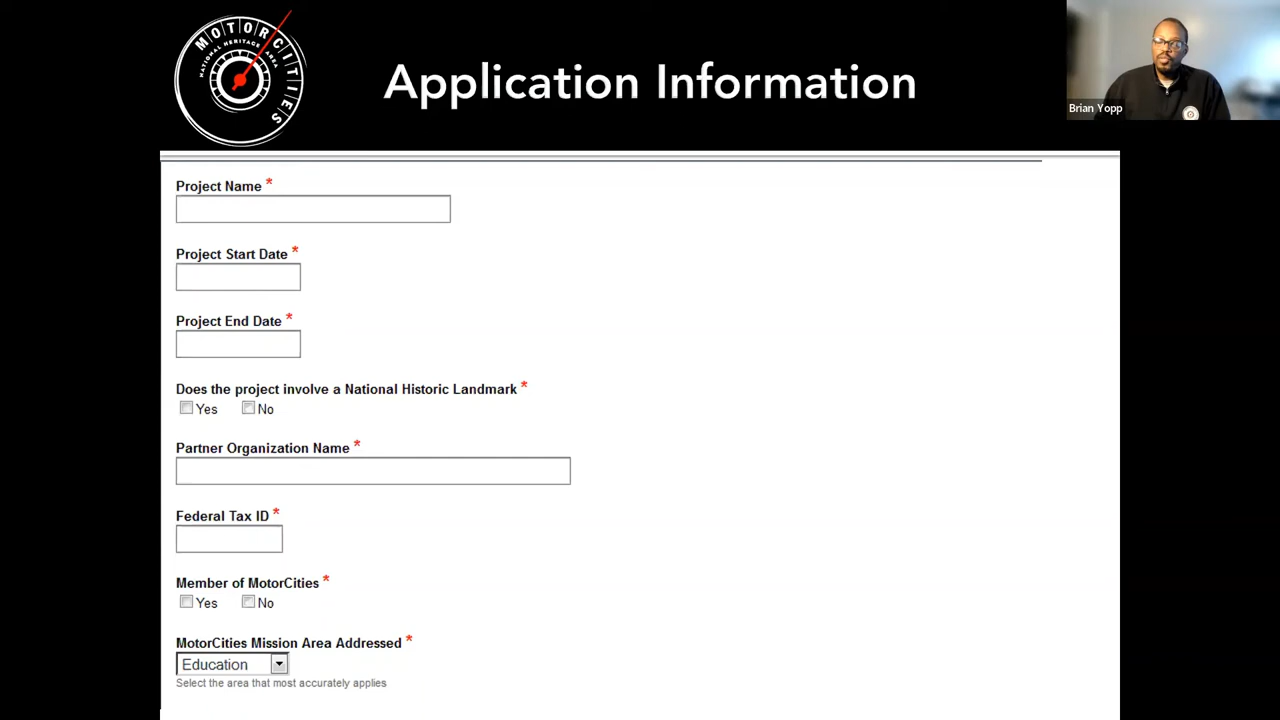 MOTORCITIES
NATIONAL HERITAGE AREA
Application Information
Brian Yopp
Project Name *
Project Start Date *
Project End Date *
Does the project involve a National Historic Landmark *
Yes No
Partner Organization Name *
Federal Tax ID *
Member of MotorCities *
Yes No
MotorCities Mission Area Addressed *
Education
Select the area that most accurately applies